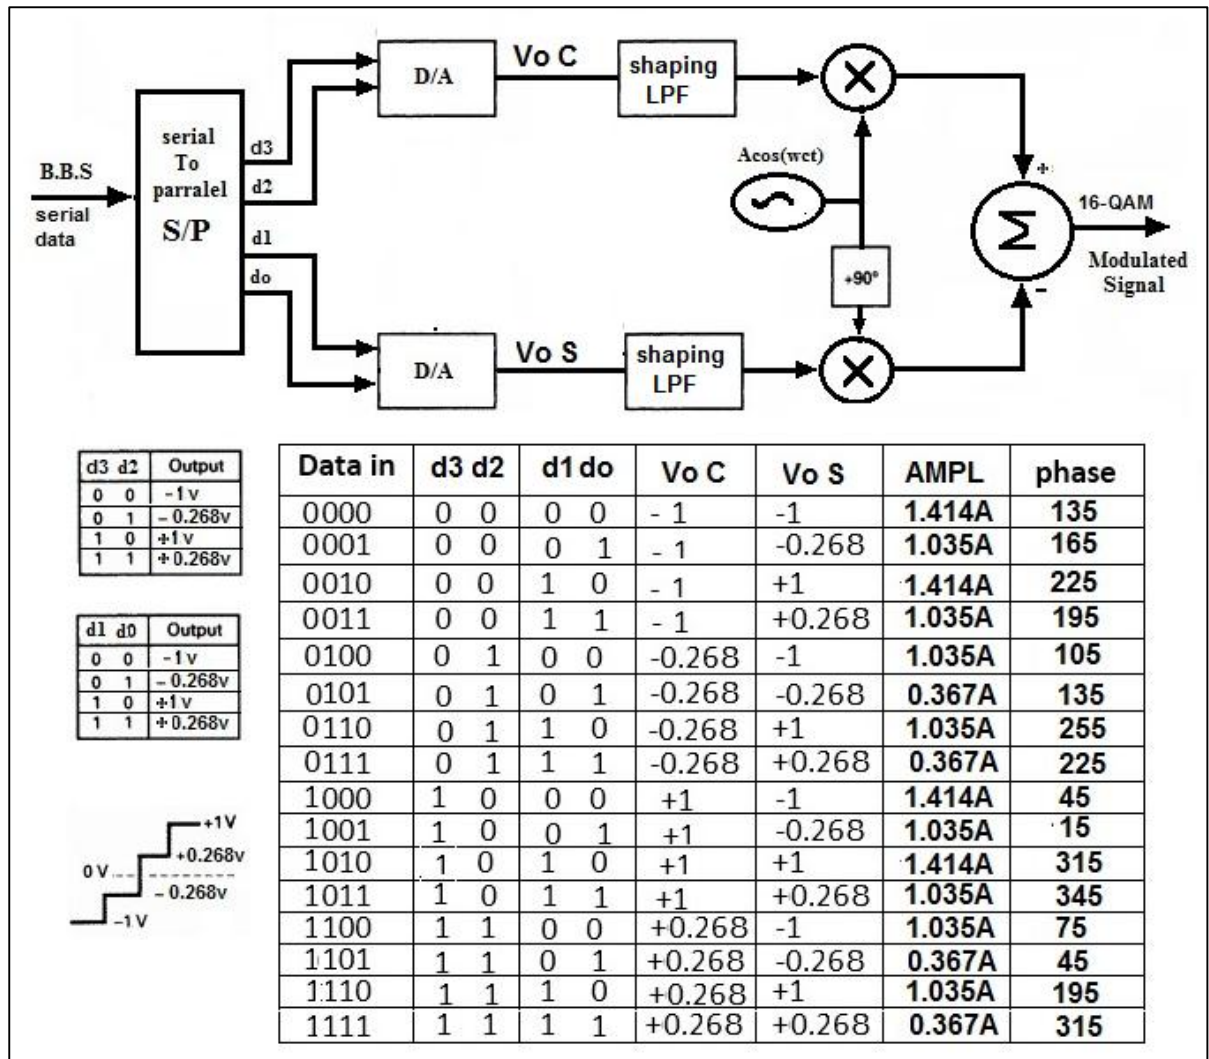 Vo C
D/A
shaping
LPF
serial
To
parralel
S/P
d3
d2
d1
do
B.B.S
serial
data
Acos(wct)
+90°
+
Σ
-
16-QAM
Modulated
Signal
D/A
Vo S
shaping
LPF
d3 d2 Output
0 0 -1 v
0 1 - 0.268v
1 0 +1 v
1 1 + 0.268v
d1 d0 Output
0 0 -1 v
0 1 - 0.268v
1 0 +1 v
1 1 + 0.268v
+1V
+0.268v
0 V
- 0.268v
-1 V
Data in d3 d2 d1 do Vo C Vo S AMPL phase
0000 0 0 0 0 - 1 -1 1.414A 135
0001 0 0 0 1 - 1 -0.268 1.035A 165
0010 0 0 1 0 - 1 +1 1.414A 225
0011 0 0 1 1 - 1 +0.268 1.035A 195
0100 0 1 0 0 -0.268 -1 1.035A 105
0101 0 1 0 1 -0.268 -0.268 0.367A 135
0110 0 1 1 0 -0.268 +1 1.035A 255
0111 0 1 1 1 -0.268 +0.268 0.367A 225
1000 1 0 0 0 +1 -1 1.414A 45
1001 1 0 0 1 +1 -0.268 1.035A 15
1010 1 0 1 0 +1 +1 1.414A 315
1011 1 0 1 1 +1 +0.268 1.035A 345
1100 1 1 0 0 +0.268 -1 1.035A 75
1101 1 1 0 1 +0.268 -0.268 0.367A 45
1110 1 1 1 0 +0.268 +1 1.035A 195
1111 1 1 1 1 +0.268 +0.268 0.367A 315